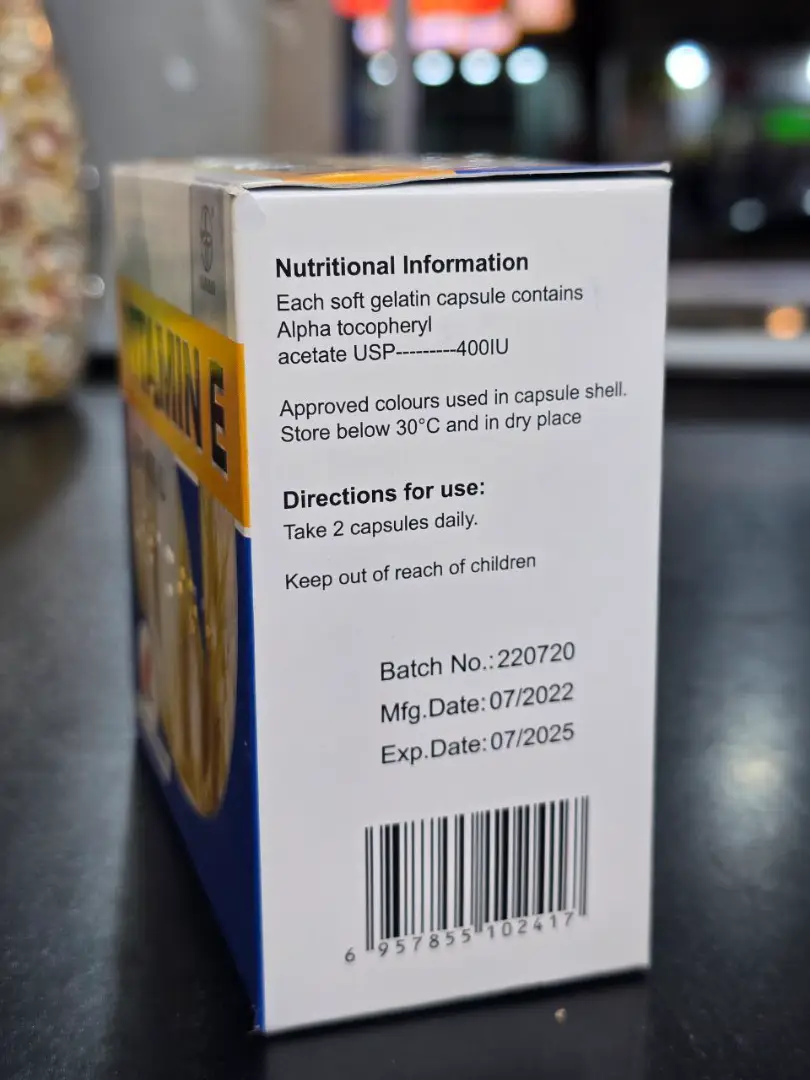 VITAMIN E
Nutritional Information
Each soft gelatin capsule contains
Alpha tocopheryl
acetate USP---------400IU
Approved colours used in capsule shell.
Store below 30°C and in dry place
Directions for use:
Take 2 capsules daily.
Keep out of reach of children
Batch No.:220720
Mfg.Date:07/2022
Exp.Date:07/2025
6 957855 102417